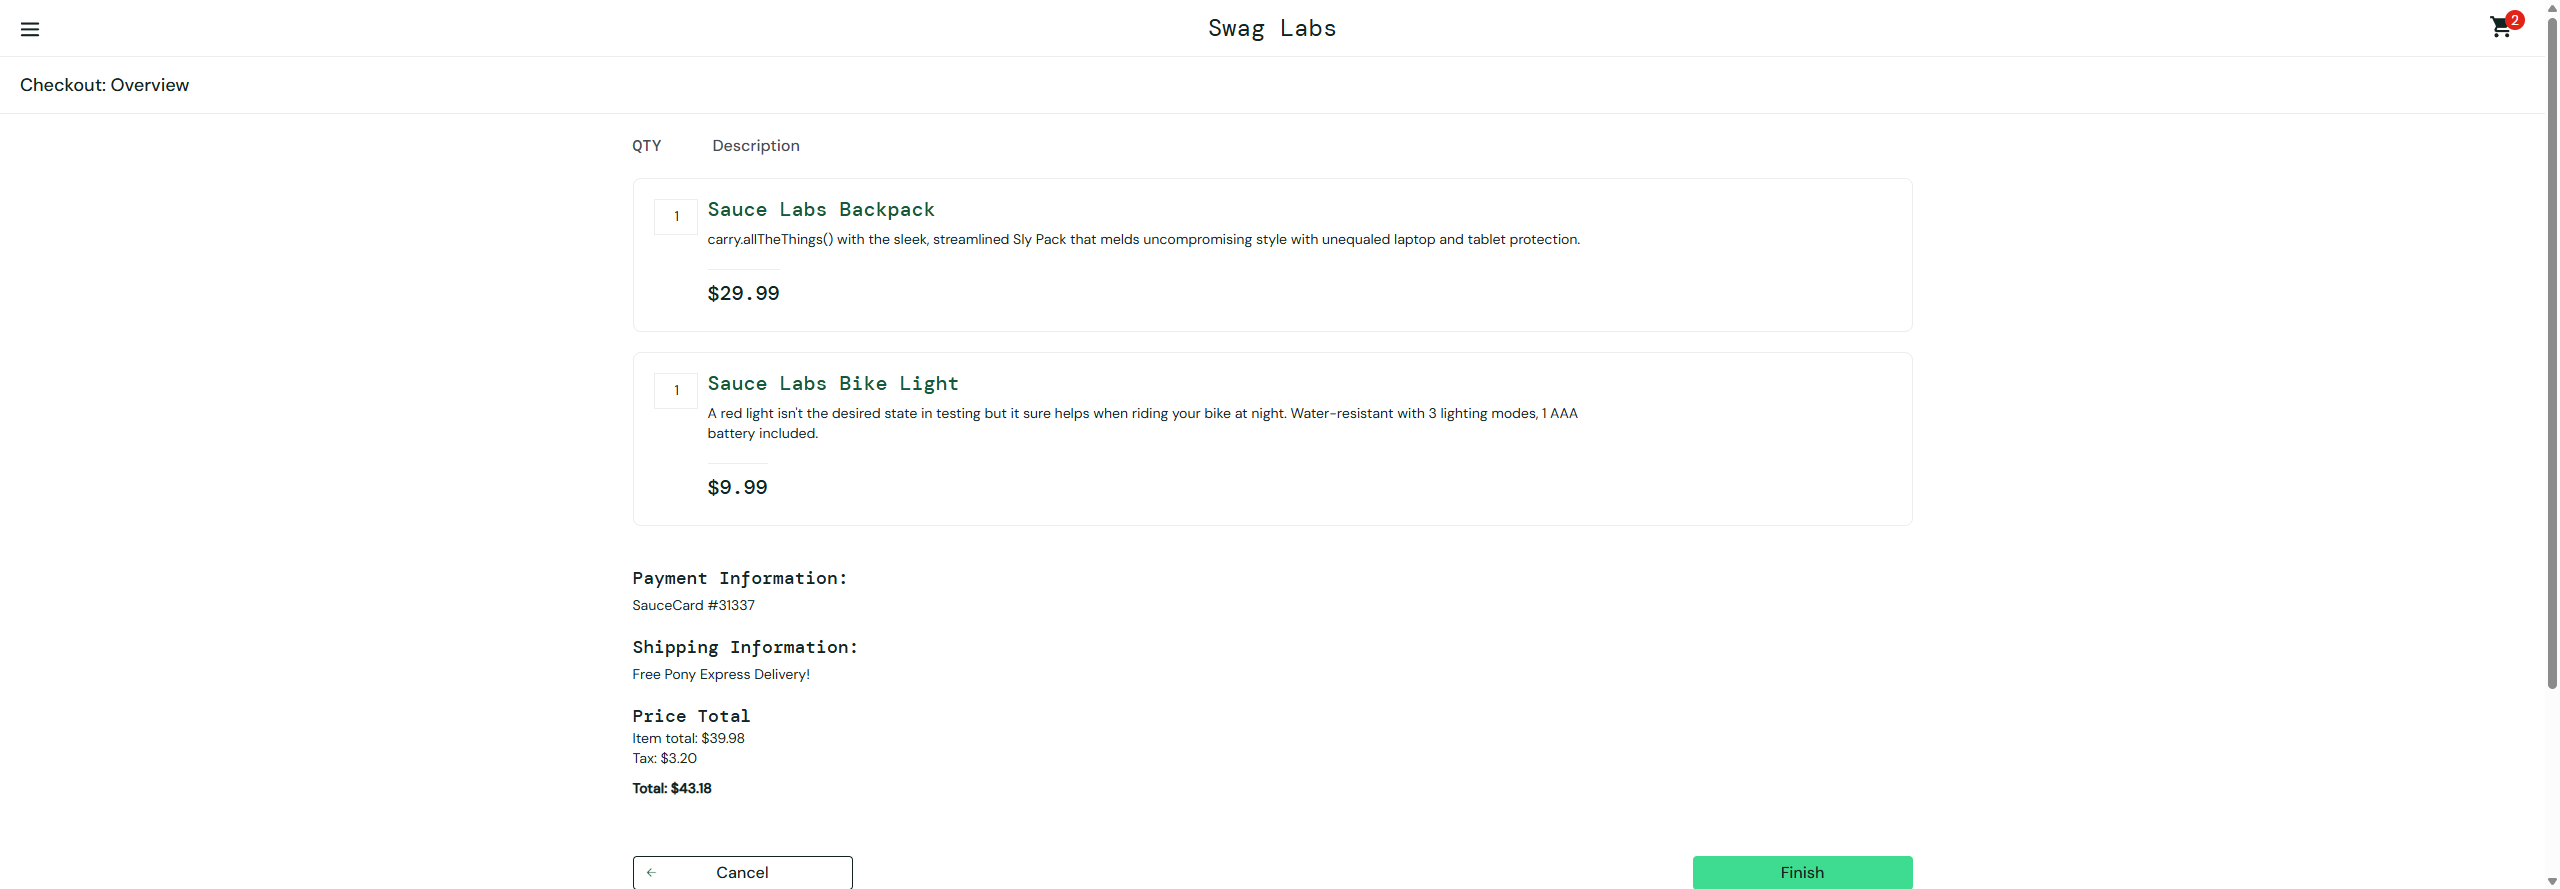 Swag Labs
2
Checkout: Overview
QTY Description
1
Sauce Labs Backpack
carry.allTheThings() with the sleek, streamlined Sly Pack that melds uncompromising style with unequaled laptop and tablet protection.
$29.99
1
Sauce Labs Bike Light
A red light isn't the desired state in testing but it sure helps when riding your bike at night. Water-resistant with 3 lighting modes, 1 AAA
battery included.
$9.99
Payment Information:
SauceCard #31337
Shipping Information:
Free Pony Express Delivery!
Price Total
Item total: $39.98
Tax: $3.20
Total: $43.18
Cancel
Finish